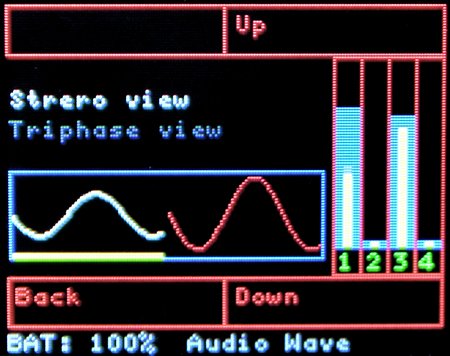 Up
Strero view
Triphase view
1 2 3 4
Back Down
BAT: 100% Audio Wave